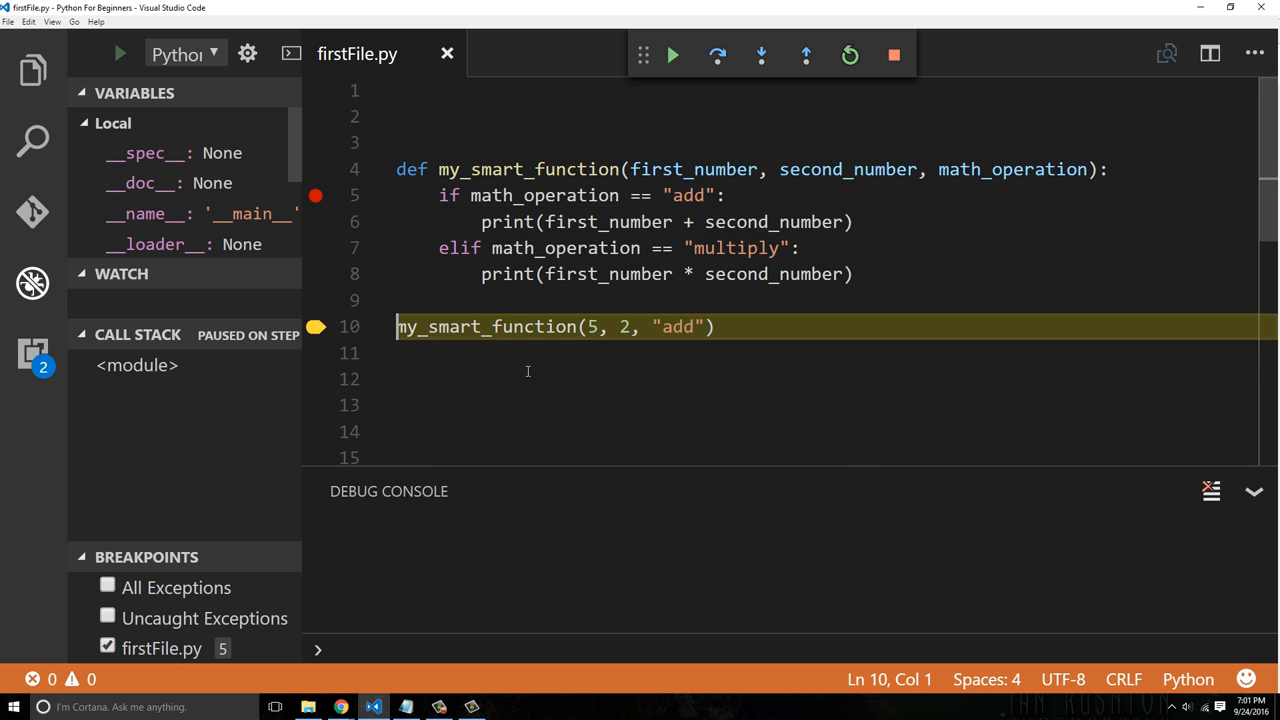 firstFile.py - Python For Beginners - Visual Studio Code
File Edit View Go Help
Python
firstFile.py
VARIABLES
Local
__spec__: None
__doc__: None
__name__: '__main__'
__loader__: None
WATCH
CALL STACK PAUSED ON STEP
<module>
BREAKPOINTS
All Exceptions
Uncaught Exceptions
firstFile.py 5
2
1
2
3
4 def my_smart_function(first_number, second_number, math_operation):
5 if math_operation == "add":
6 print(first_number + second_number)
7 elif math_operation == "multiply":
8 print(first_number * second_number)
9
10 my_smart_function(5, 2, "add")
11
12
13
14
15
DEBUG CONSOLE
0 0 Ln 10, Col 1 Spaces: 4 UTF-8 CRLF Python
I'm Cortana. Ask me anything.
7:01 PM
9/24/2016